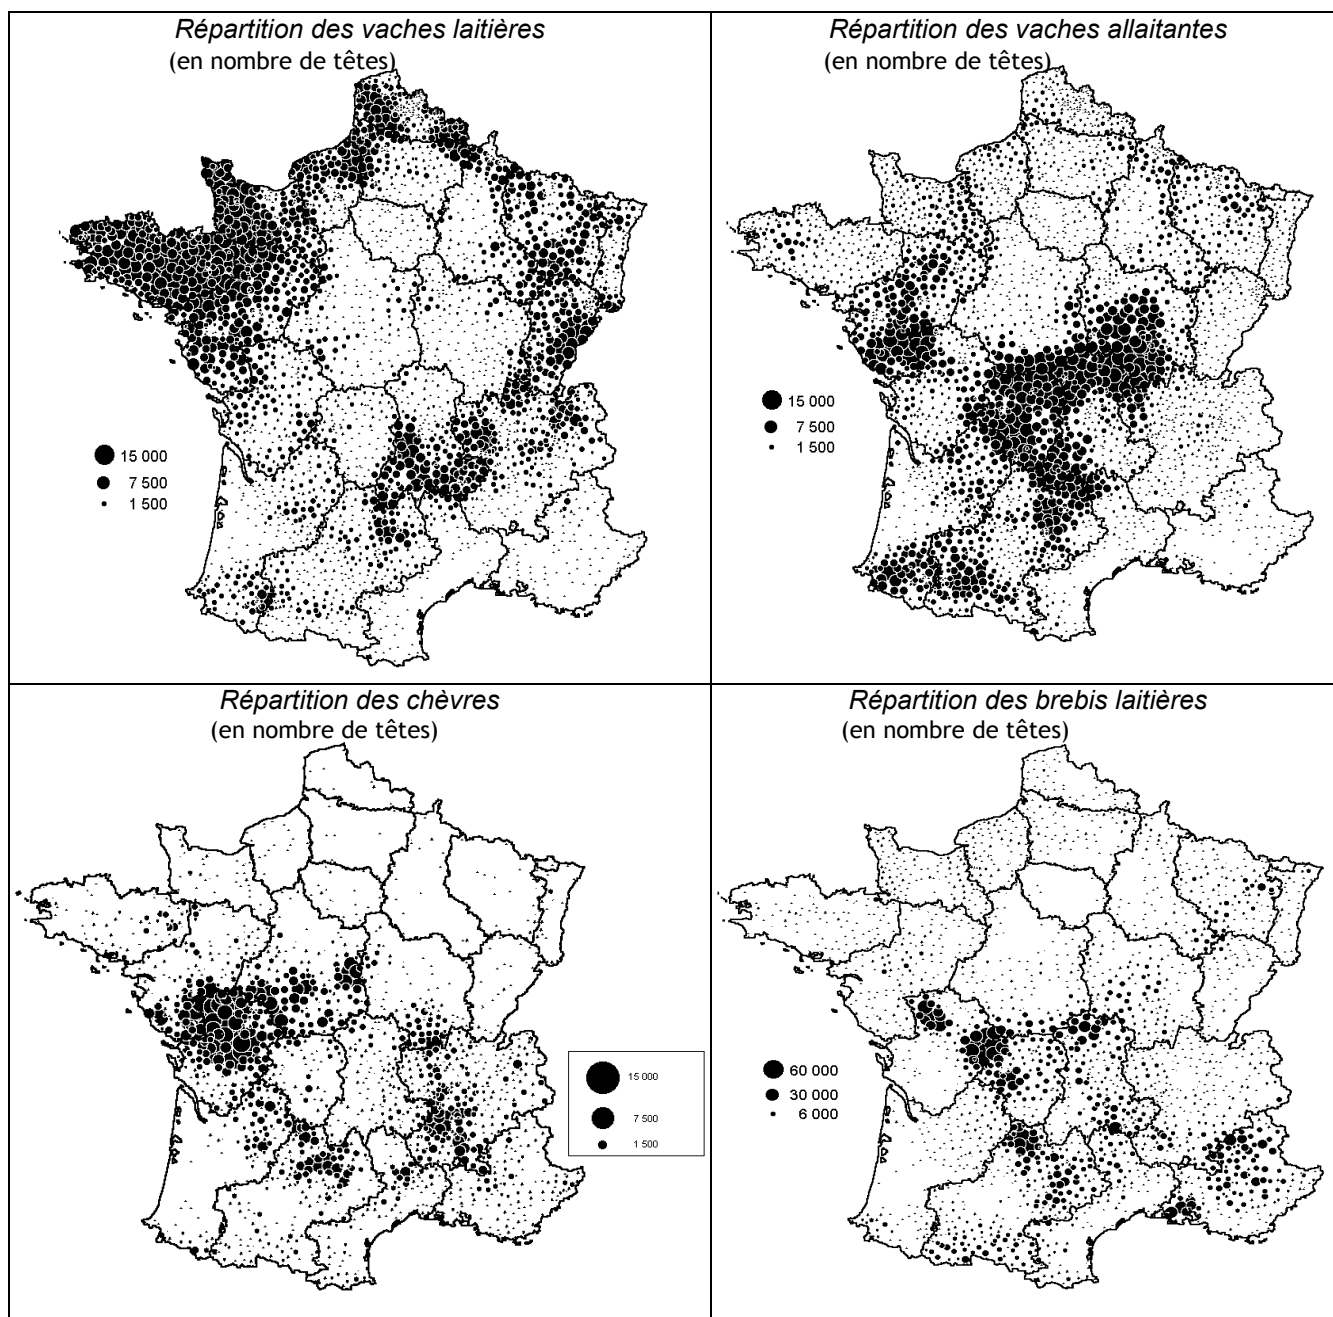 Répartition des vaches laitières
(en nombre de têtes)
15 000
7 500
1 500
Répartition des vaches allaitantes
(en nombre de têtes)
15 000
7 500
1 500
Répartition des chèvres
(en nombre de têtes)
15 000
7 500
1 500
Répartition des brebis laitières
(en nombre de têtes)
60 000
30 000
6 000